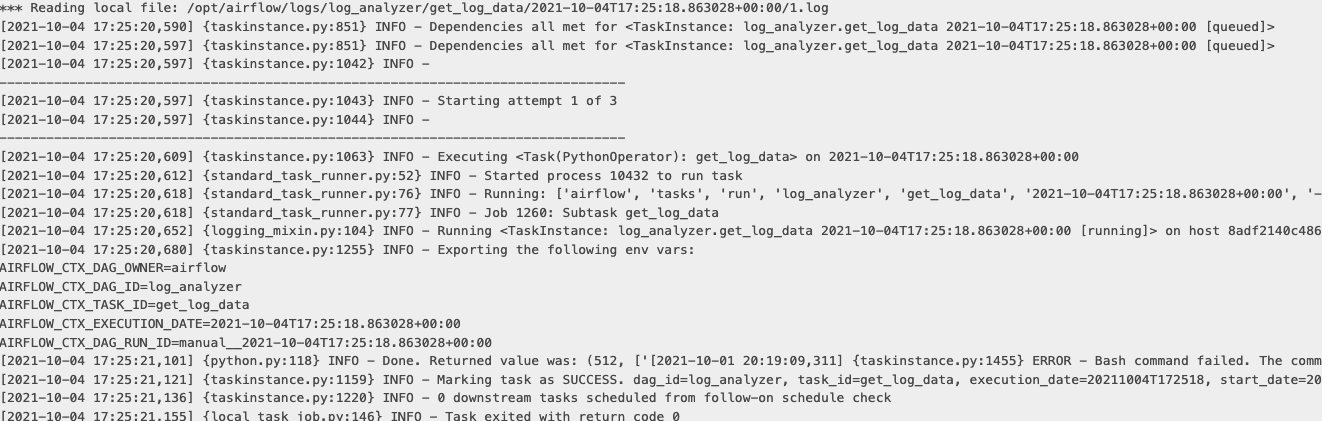 *** Reading local file: /opt/airflow/logs/log_analyzer/get_log_data/2021-10-04T17:25:18.863028+00:00/1.log
[2021-10-04 17:25:20,590] {taskinstance.py:851} INFO - Dependencies all met for <TaskInstance: log_analyzer.get_log_data 2021-10-04T17:25:18.863028+00:00 [queued]>
[2021-10-04 17:25:20,597] {taskinstance.py:851} INFO - Dependencies all met for <TaskInstance: log_analyzer.get_log_data 2021-10-04T17:25:18.863028+00:00 [queued]>
[2021-10-04 17:25:20,597] {taskinstance.py:1042} INFO -
--------------------------------------------------------------------------------
[2021-10-04 17:25:20,597] {taskinstance.py:1043} INFO - Starting attempt 1 of 3
[2021-10-04 17:25:20,597] {taskinstance.py:1044} INFO -
--------------------------------------------------------------------------------
[2021-10-04 17:25:20,609] {taskinstance.py:1063} INFO - Executing <Task(PythonOperator): get_log_data> on 2021-10-04T17:25:18.863028+00:00
[2021-10-04 17:25:20,612] {standard_task_runner.py:52} INFO - Started process 10432 to run task
[2021-10-04 17:25:20,618] {standard_task_runner.py:76} INFO - Running: ['airflow', 'tasks', 'run', 'log_analyzer', 'get_log_data', '2021-10-04T17:25:18.863028+00:00', '-
[2021-10-04 17:25:20,618] {standard_task_runner.py:77} INFO - Job 1260: Subtask get_log_data
[2021-10-04 17:25:20,652] {logging_mixin.py:104} INFO - Running <TaskInstance: log_analyzer.get_log_data 2021-10-04T17:25:18.863028+00:00 [running]> on host 8adf2140c486
[2021-10-04 17:25:20,680] {taskinstance.py:1255} INFO - Exporting the following env vars:
AIRFLOW_CTX_DAG_OWNER=airflow
AIRFLOW_CTX_DAG_ID=log_analyzer
AIRFLOW_CTX_TASK_ID=get_log_data
AIRFLOW_CTX_EXECUTION_DATE=2021-10-04T17:25:18.863028+00:00
AIRFLOW_CTX_DAG_RUN_ID=manual__2021-10-04T17:25:18.863028+00:00
[2021-10-04 17:25:21,101] {python.py:118} INFO - Done. Returned value was: (512, ['[2021-10-01 20:19:09,311] {taskinstance.py:1455} ERROR - Bash command failed. The comm
[2021-10-04 17:25:21,121] {taskinstance.py:1159} INFO - Marking task as SUCCESS. dag_id=log_analyzer, task_id=get_log_data, execution_date=20211004T172518, start_date=20
[2021-10-04 17:25:21,136] {taskinstance.py:1220} INFO - 0 downstream tasks scheduled from follow-on schedule check
[2021-10-04 17:25:21,155] {local_task_job.py:146} INFO - Task exited with return code 0